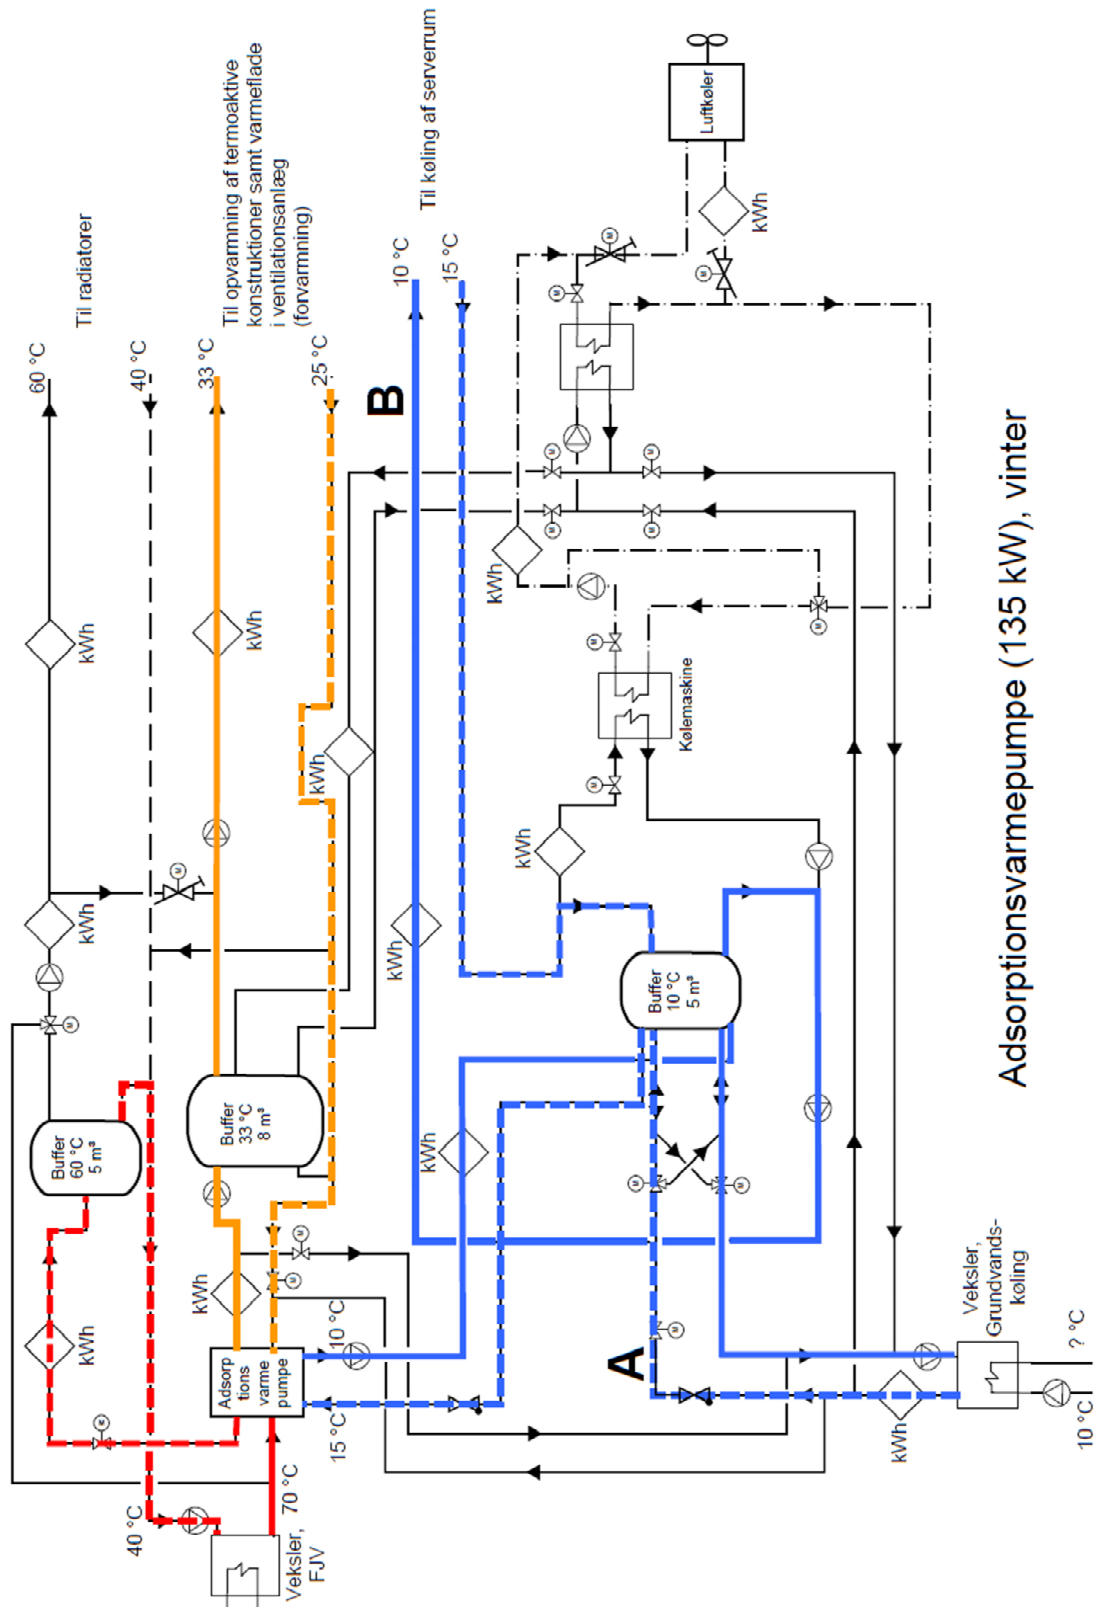 60 °C
M
Buffer
60 °C
5 m³
kWh
kWh
kWh
Til radiatorer
M
40 °C
40 °C
M
kWh
Buffer
33 °C
8 m³
kWh
33 °C
Til opvarmning af termoaktive
konstruktioner samt varmeflade
i ventilationsanlæg
(forvarmning)
Adsorp
tions
varme
pumpe
70 °C
Veksler,
FJV
M
M
kWh
25 °C
15 °C
10 °C
kWh
kWh
B
10 °C
Til køling af serverrum
15 °C
kWh
kWh
M
M
M
A
M
M
M
Buffer
10 °C
5 m³
M
M
Kølemaskine
M
M
M
M
M
M
Luftkøler
kWh
M
kWh
Veksler,
Grundvands-
køling
10 °C
? °C
Adsorptionsvarmepumpe (135 kW), vinter